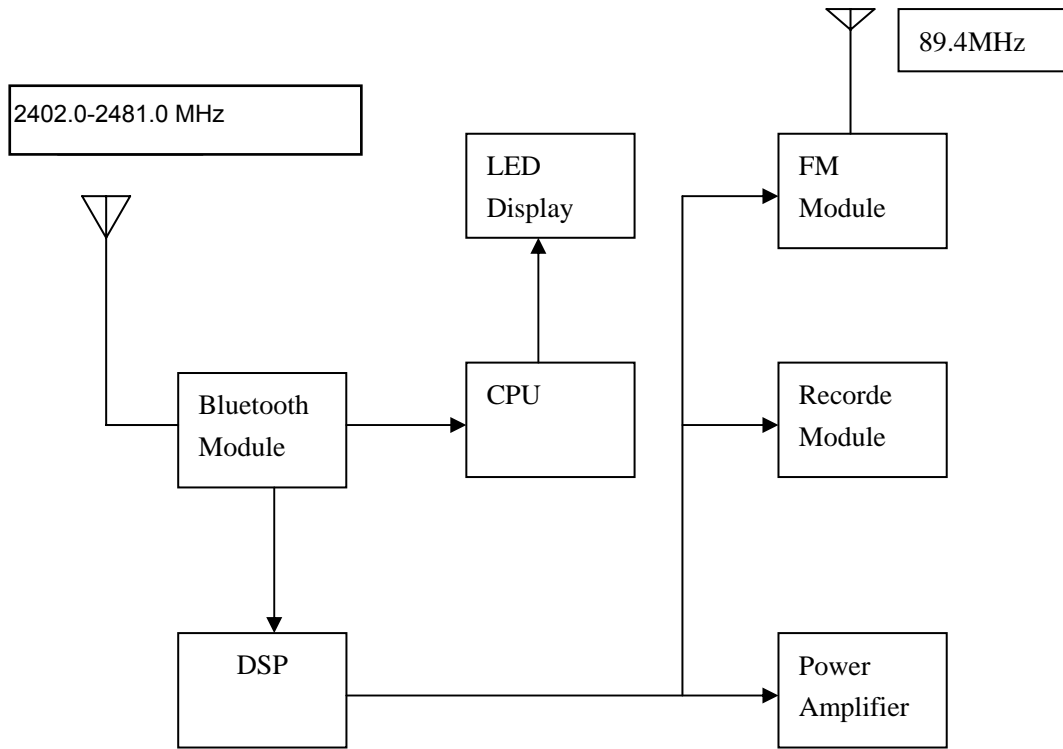 89.4MHz
2402.0-2481.0 MHz
LED
Display
FM
Module
Bluetooth
Module
CPU
Recorde
Module
DSP
Power
Amplifier